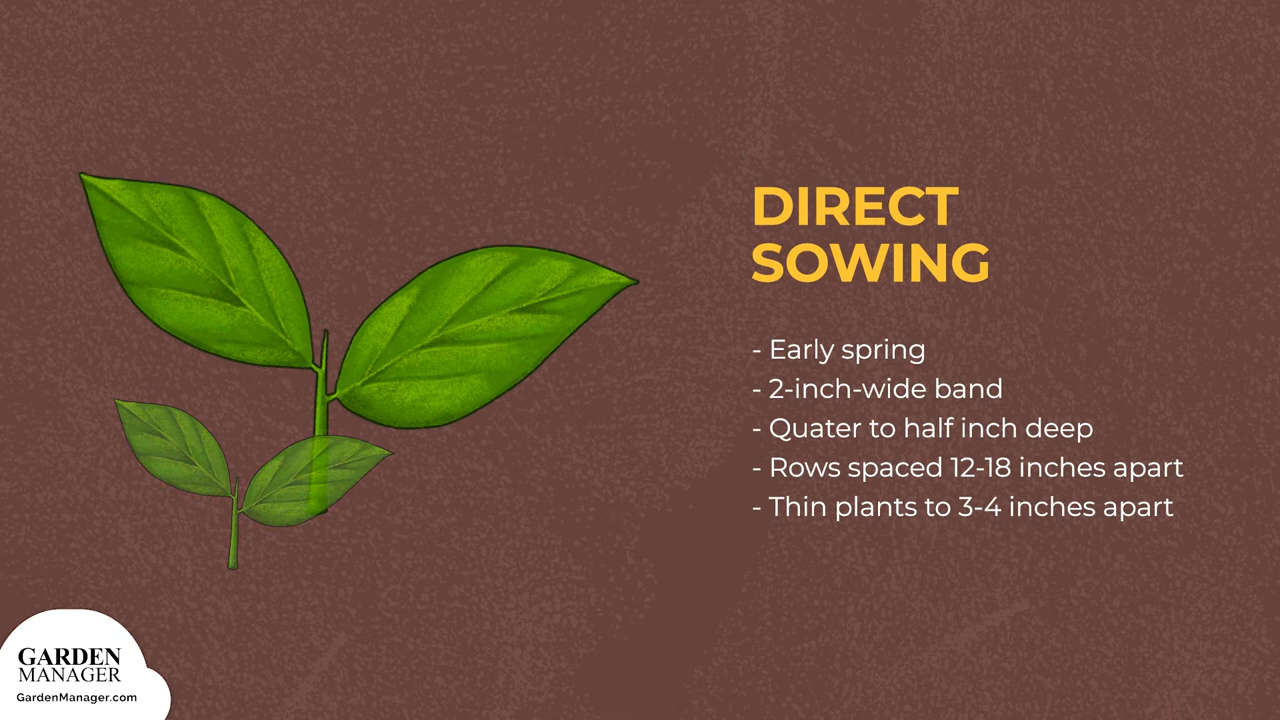 DIRECT
SOWING
- Early spring
- 2-inch-wide band
- Quater to half inch deep
- Rows spaced 12-18 inches apart
- Thin plants to 3-4 inches apart
GARDEN
MANAGER
GardenManager.com